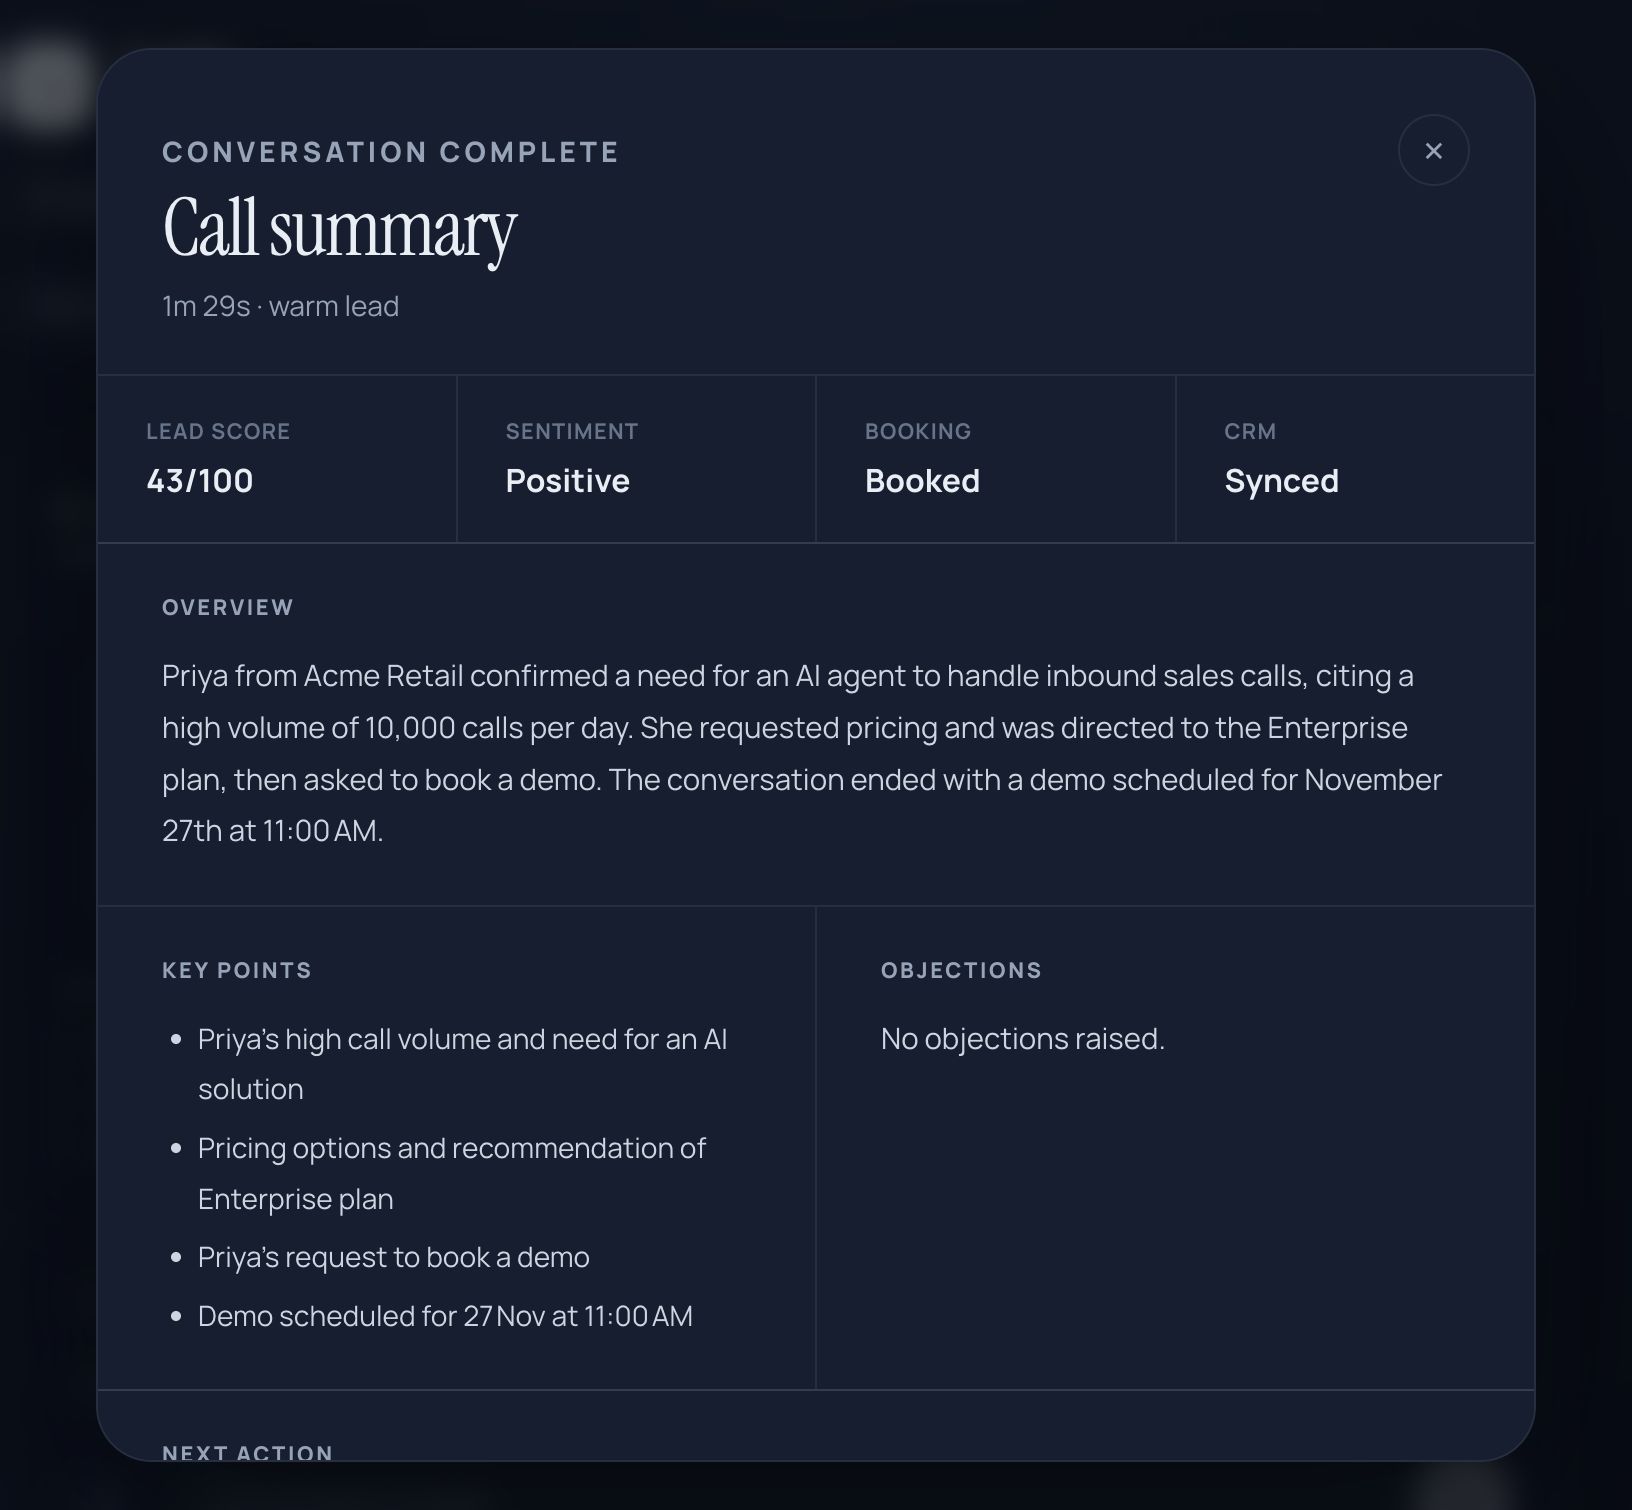 CONVERSATION COMPLETE
Call summary
1m 29s · warm lead
LEAD SCORE
43/100
SENTIMENT
Positive
BOOKING
Booked
CRM
Synced
OVERVIEW
Priya from Acme Retail confirmed a need for an AI agent to handle inbound sales calls, citing a
high volume of 10,000 calls per day. She requested pricing and was directed to the Enterprise
plan, then asked to book a demo. The conversation ended with a demo scheduled for November
27th at 11:00 AM.
KEY POINTS
• Priya’s high call volume and need for an AI
solution
• Pricing options and recommendation of
Enterprise plan
• Priya’s request to book a demo
• Demo scheduled for 27 Nov at 11:00 AM
OBJECTIONS
No objections raised.
NEXT ACTION